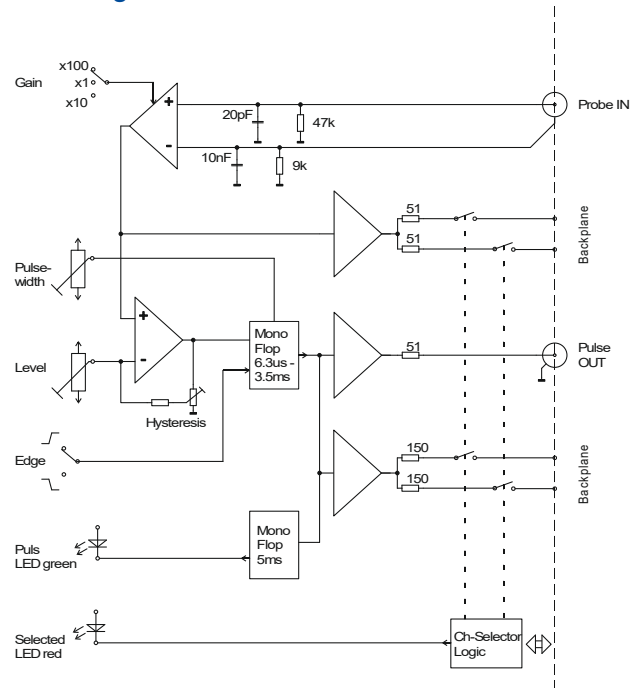 x100
Gain
x1
x10
+
-
20pF
47k
10nF
9k
Probe IN
51
51
Backplane
Pulse-
width
+
-
Level
Hysteresis
Mono
Flop
6.3us -
3.5ms
51
Pulse
OUT
Edge
150
150
Backplane
Mono
Flop
5ms
Puls
LED green
Selected
LED red
Ch-Selector
Logic